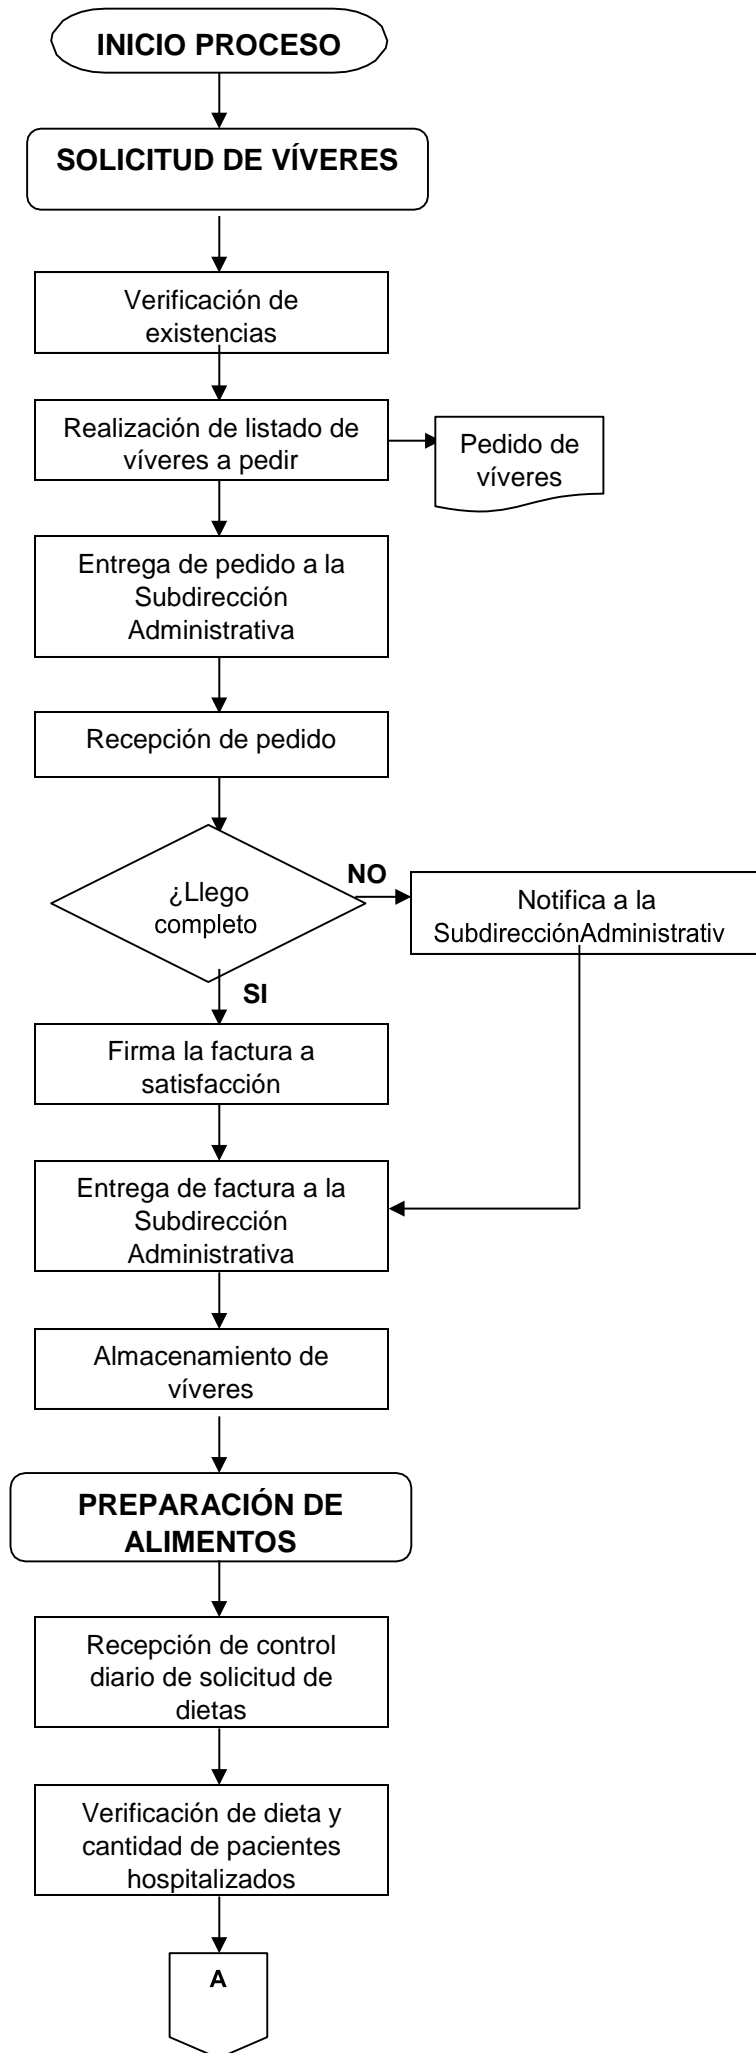 INICIO PROCESO
SOLICITUD DE VÍVERES
Verificación de
existencias
Realización de listado de
víveres a pedir
Pedido de
víveres
Entrega de pedido a la
Subdirección
Administrativa
Recepción de pedido
¿Llego
completo
NO
Notifica a la
SubdirecciónAdministrativ
SI
Firma la factura a
satisfacción
Entrega de factura a la
Subdirección
Administrativa
Almacenamiento de
víveres
PREPARACIÓN DE
ALIMENTOS
Recepción de control
diario de solicitud de
dietas
Verificación de dieta y
cantidad de pacientes
hospitalizados
A